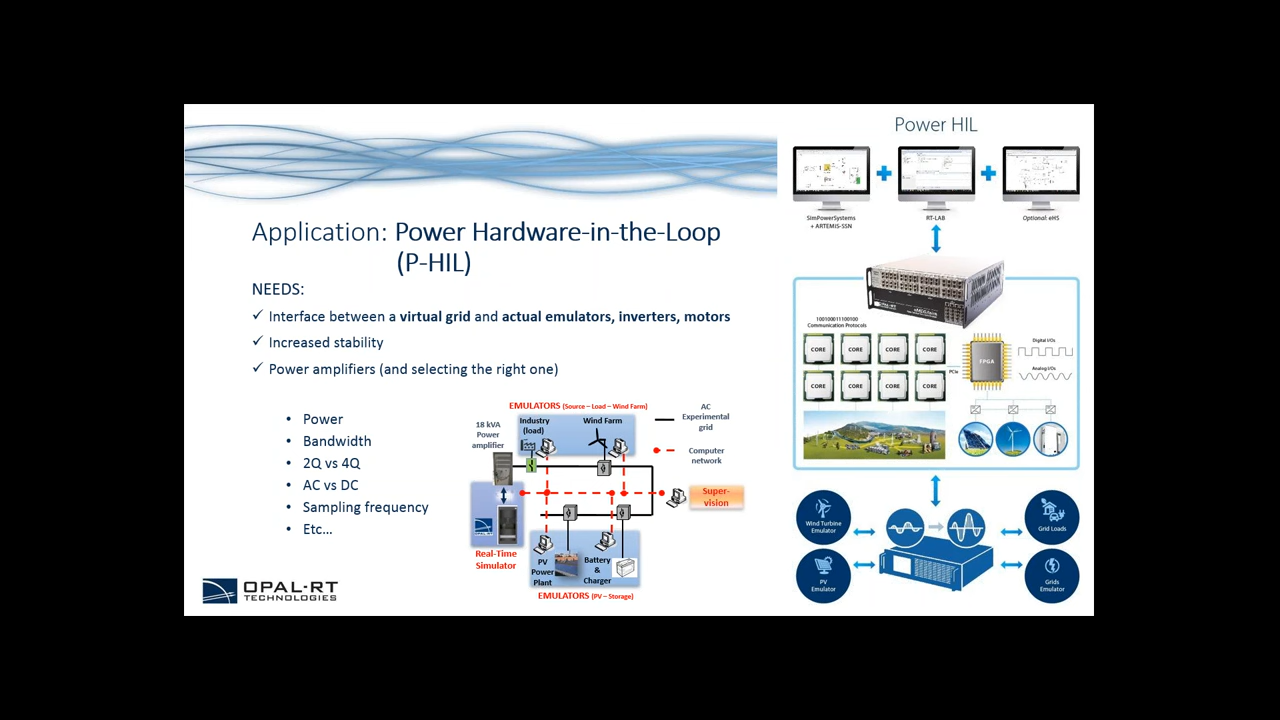 Application: Power Hardware-in-the-Loop
(P-HIL)
NEEDS:
✓ Interface between a virtual grid and actual emulators, inverters, motors
✓ Increased stability
✓ Power amplifiers (and selecting the right one)
• Power
• Bandwidth
• 2Q vs 4Q
• AC vs DC
• Sampling frequency
• Etc...
EMULATORS (Source – Load – Wind Farm)
18 kVA
Power
amplifier
Industry
(load)
Wind Farm
AC
Experimental
grid
Computer
network
Super-
vision
OPAL-RT
Real-Time
Simulator
PV
Power
Plant
Battery
&
Charger
EMULATORS (PV – Storage)
OPAL-RT
TECHNOLOGIES
Power HIL
SimPowerSystems
+ ARTEMiS-SSN
RT-LAB
Optional: eHS
OPAL-RT
100100011100100
Communication Protocols
CORE
CORE
CORE
CORE
CORE
CORE
CORE
CORE
PCIe
FPGA
Digital I/Os
Analog I/Os
Wind Turbine
Emulator
PV
Emulator
Grid Loads
Grids
Emulator